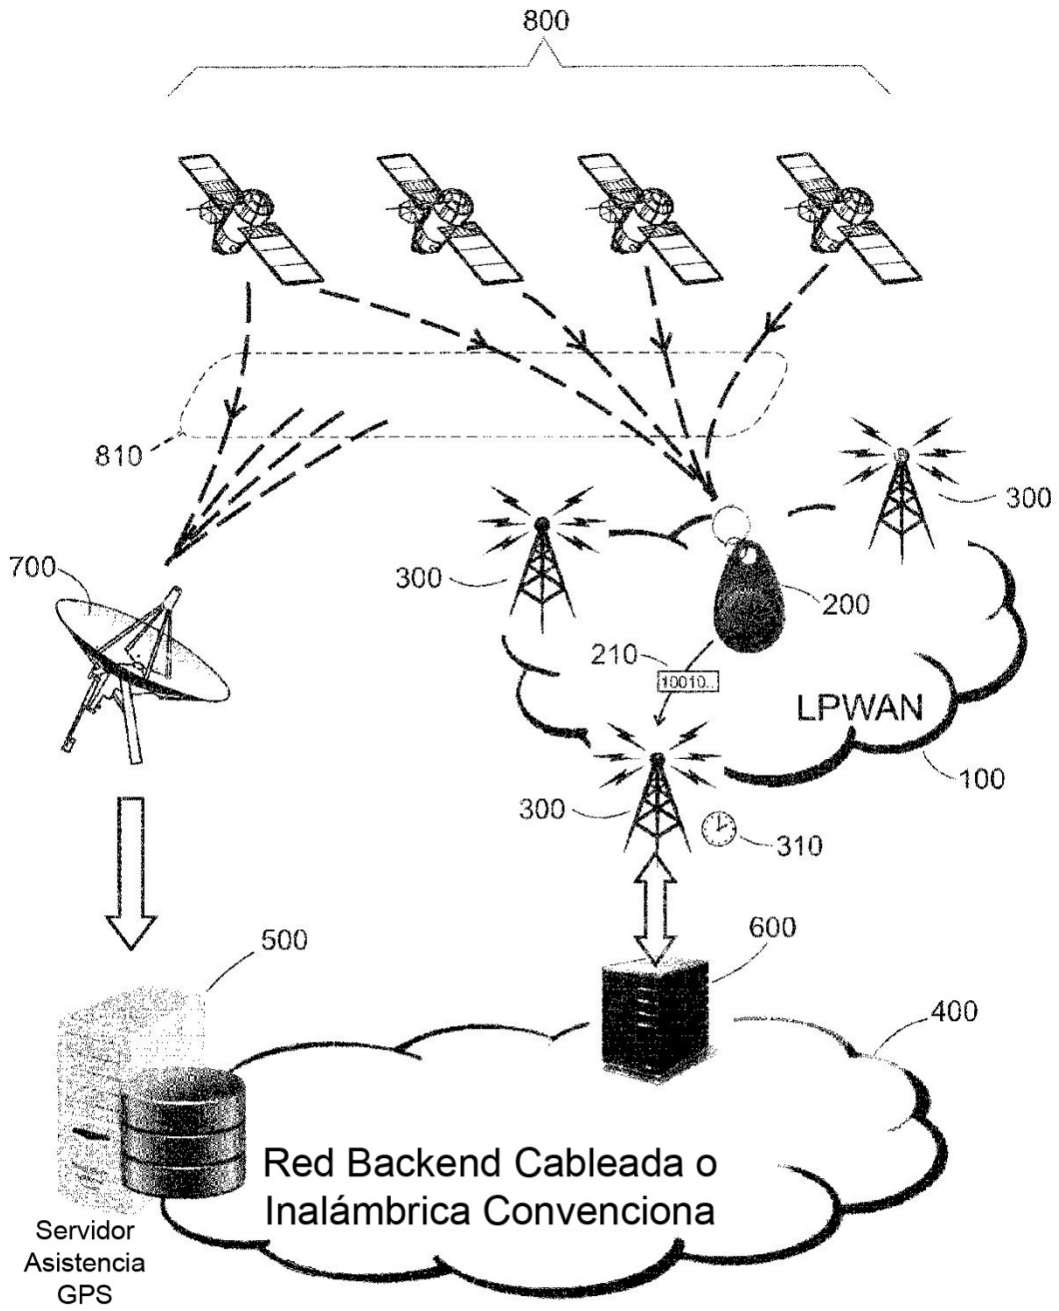 800
810
300
700
300
200
210
10010..
LPWAN
100
300
310
600
500
400
Red Backend Cableada o
Inalámbrica Convenciona
Servidor
Asistencia
GPS